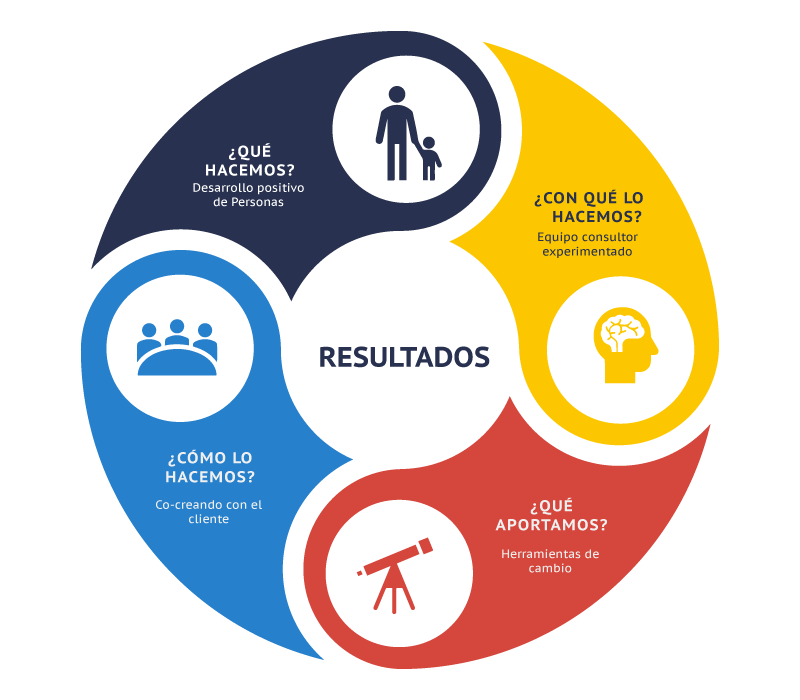 ¿QUÉ
HACEMOS?
Desarrollo positivo
de Personas
¿CON QUÉ LO
HACEMOS?
Equipo consultor
experimentado
RESULTADOS
¿CÓMO LO
HACEMOS?
Co-creando con el
cliente
¿QUÉ
APORTAMOS?
Herramientas de
cambio